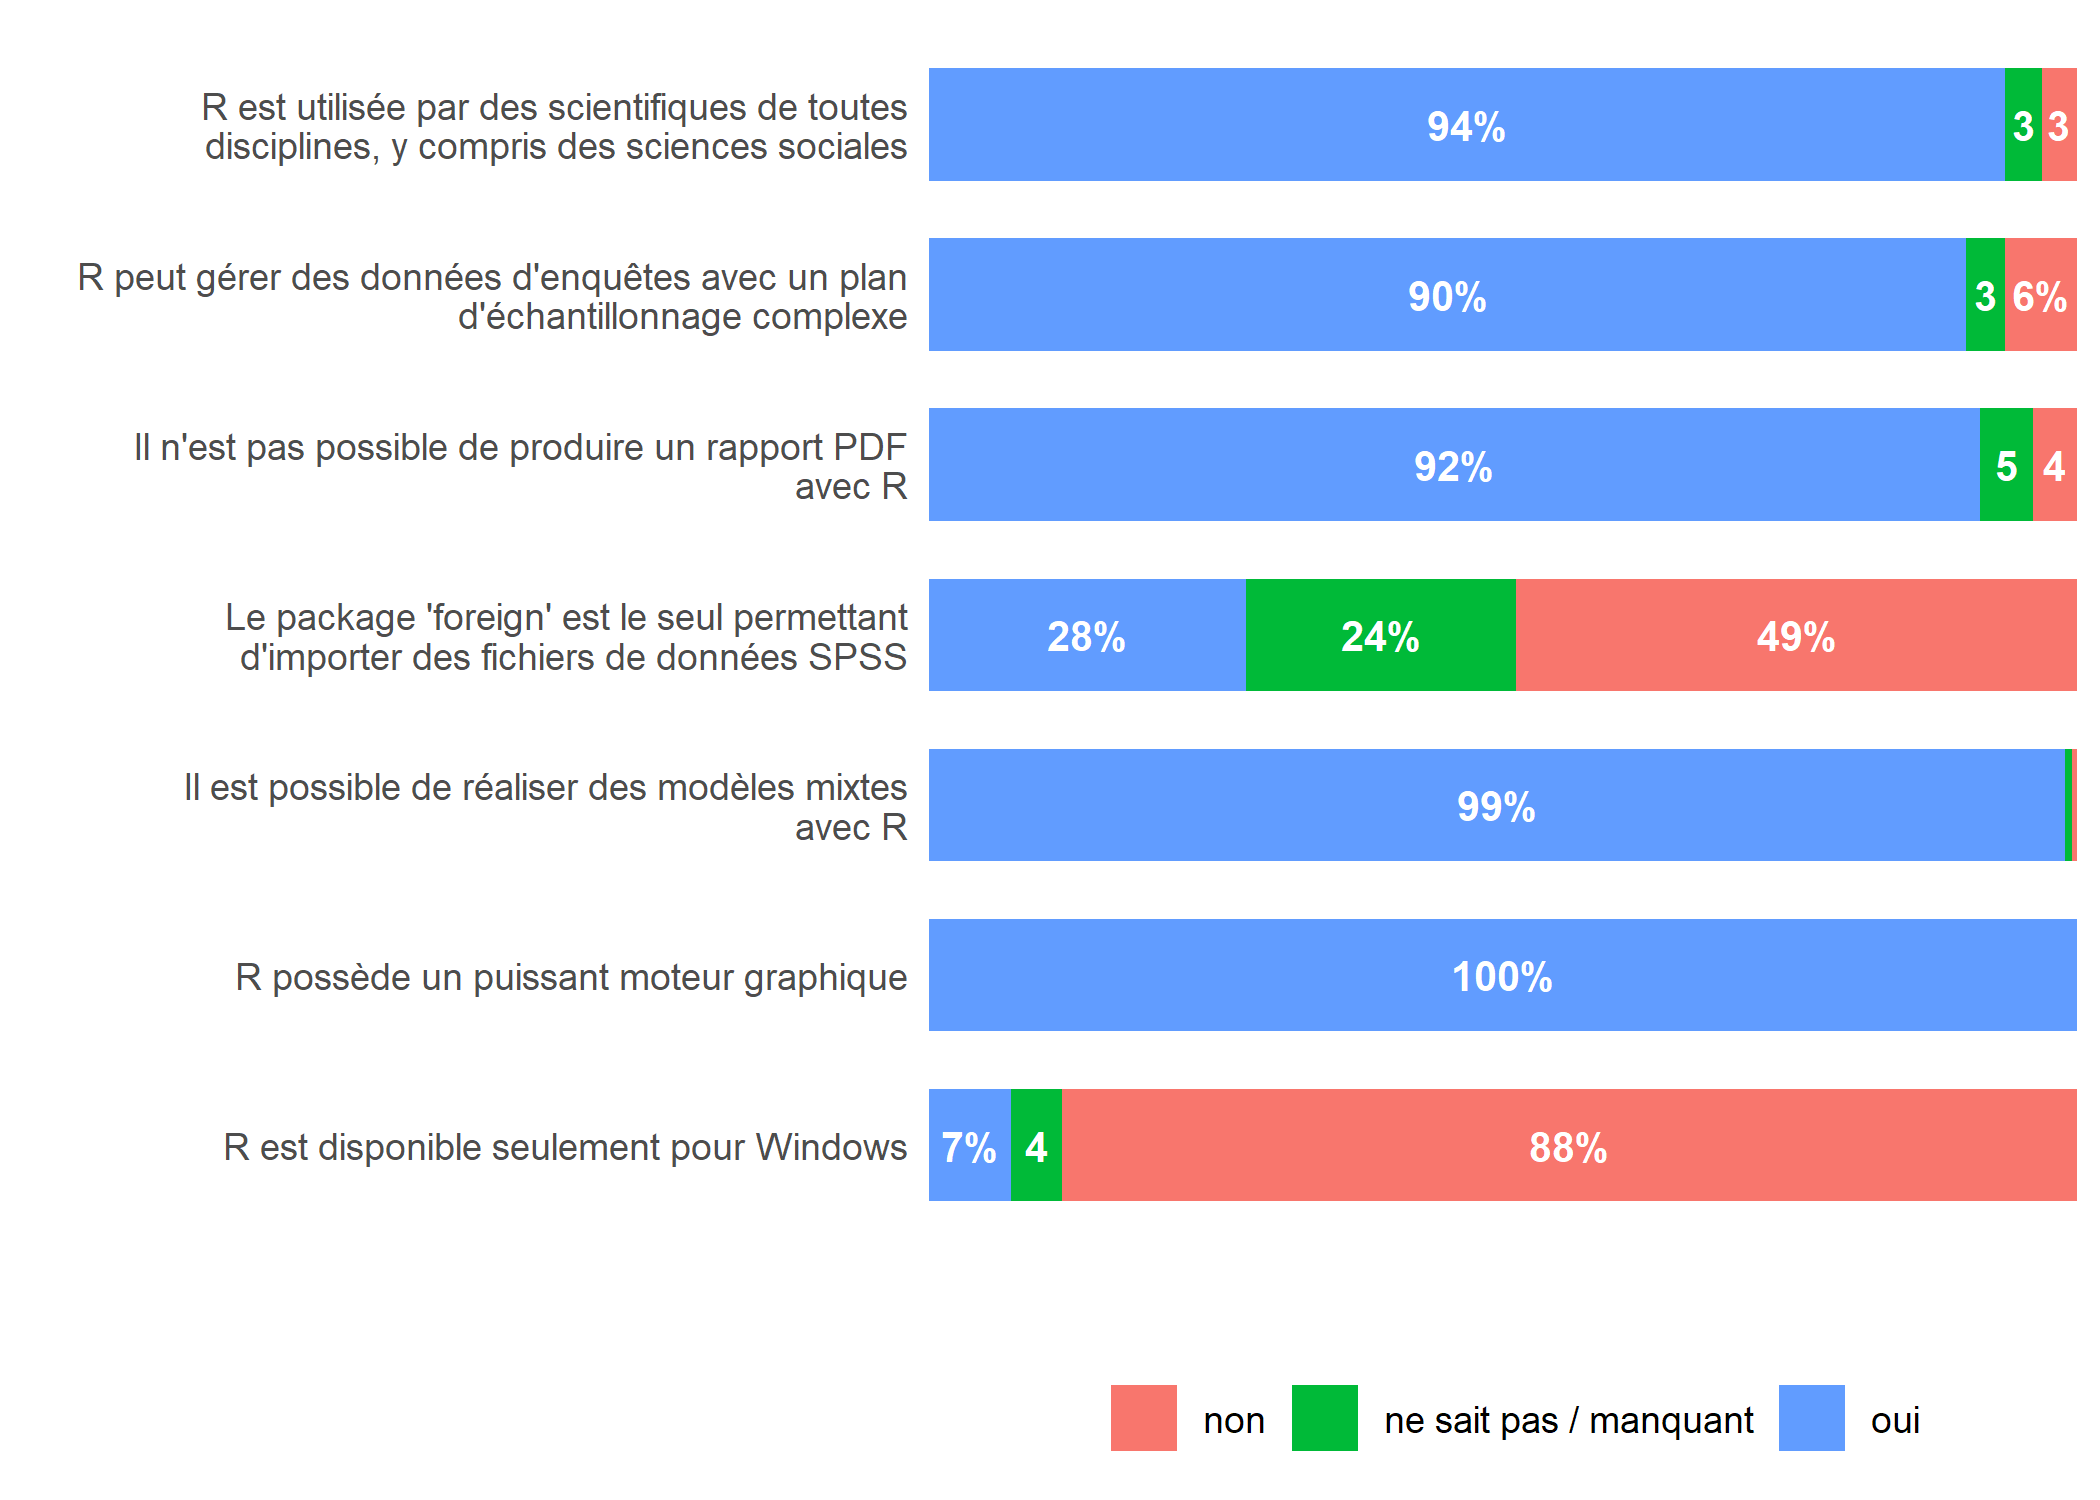 R est utilisée par des scientifiques de toutes
disciplines, y compris des sciences sociales
94%
3
3
R peut gérer des données d'enquêtes avec un plan
d'échantillonnage complexe
90%
3
6%
Il n'est pas possible de produire un rapport PDF
avec R
92%
5
4
Le package 'foreign' est le seul permettant
d'importer des fichiers de données SPSS
28%
24%
49%
Il est possible de réaliser des modèles mixtes
avec R
99%
R possède un puissant moteur graphique
100%
R est disponible seulement pour Windows
7%
4
88%
non
ne sait pas / manquant
oui